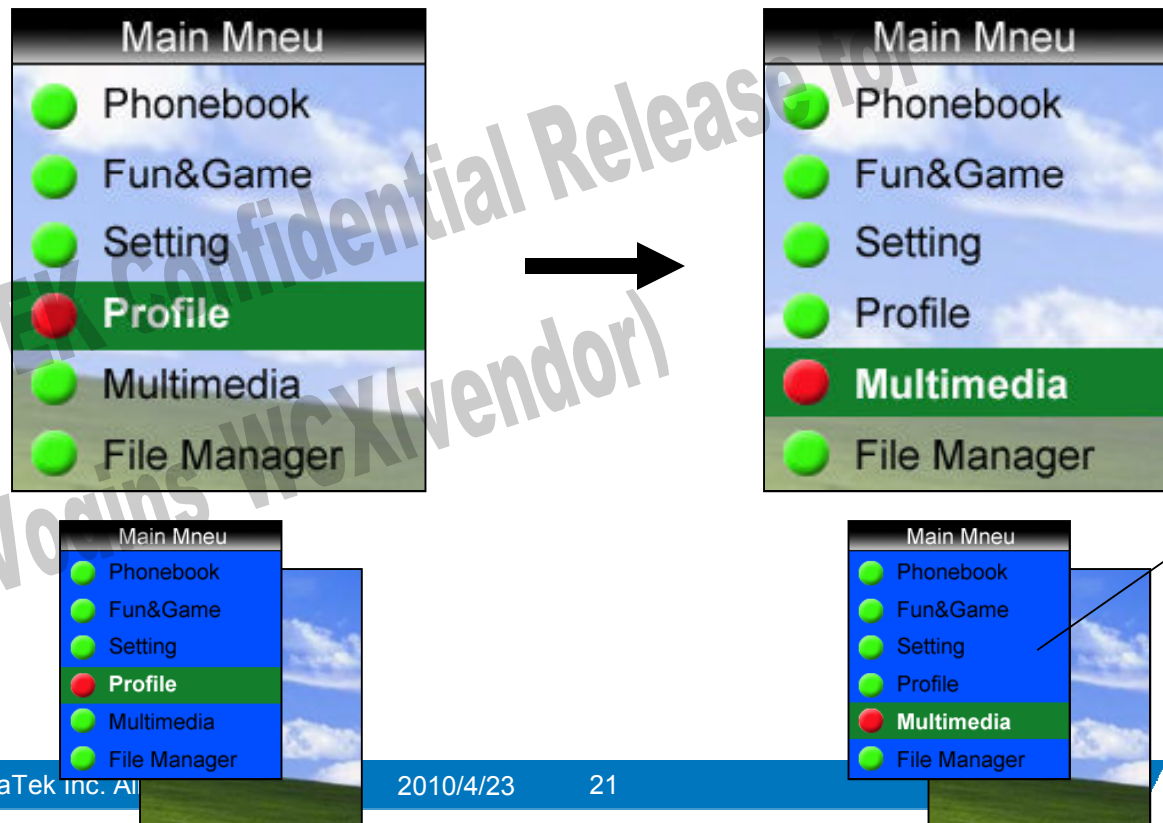 Main Mneu
Phonebook
Fun&Game
Setting
Profile
Multimedia
File Manager
Main Mneu
Phonebook
Fun&Game
Setting
Profile
Multimedia
File Manager
EK Confidential Release for
Vogins WCX(vendor)
Main Mneu
Phonebook
Fun&Game
Setting
Profile
Multimedia
File Manager
Main Mneu
Phonebook
Fun&Game
Setting
Profile
Multimedia
File Manager
aTek Inc. Al
2010/4/23
21